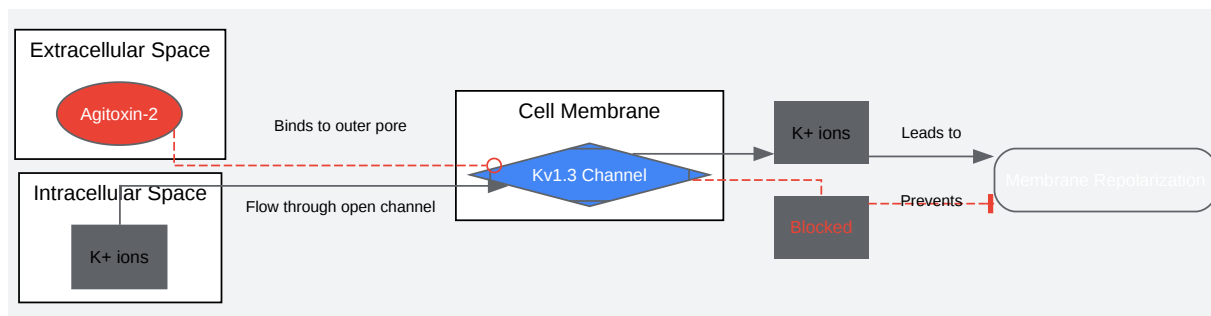 Extracellular Space
Agitoxin-2
Binds to outer pore
Intracellular Space
K+ ions
Flow through open channel
Cell Membrane
Kv1.3 Channel
K+ ions
Leads to
Blocked
Prevents
Membrane Repolarization